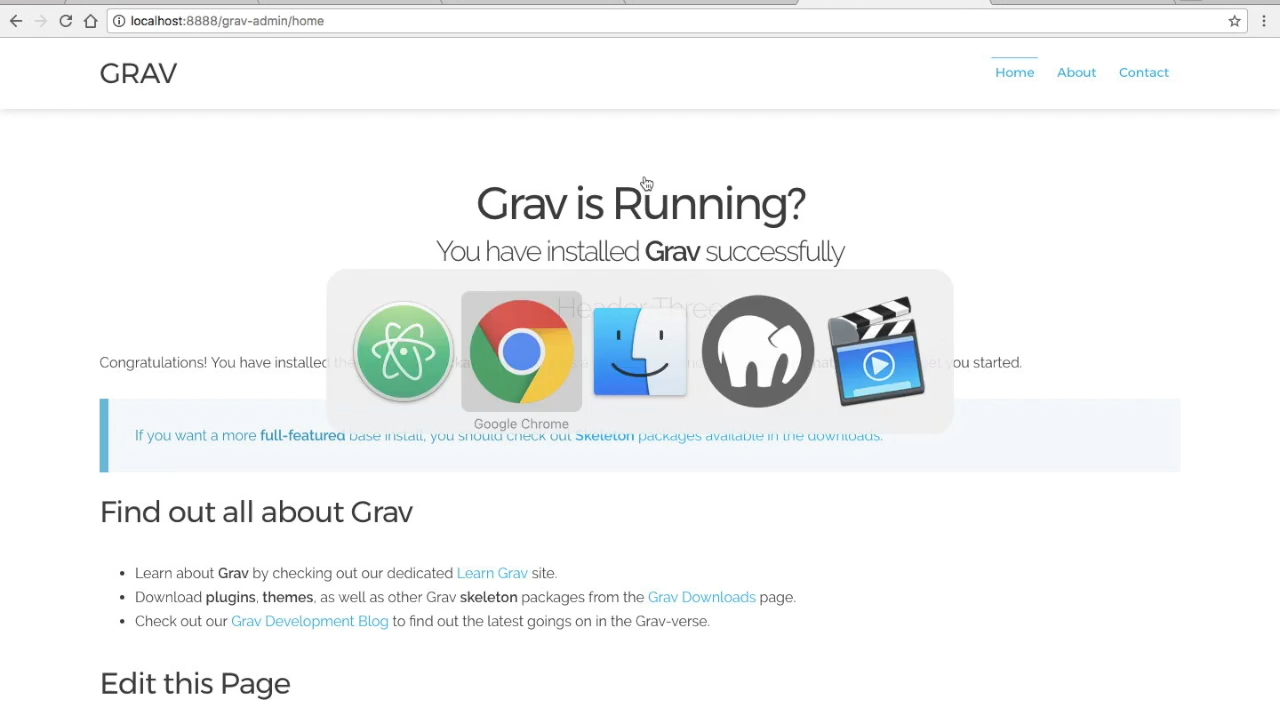 localhost:8888/grav-admin/home
GRAV
Home About Contact
Grav is Running?
You have installed Grav successfully
Header Three
Congratulations! You have installed you started.
Google Chrome
If you want a more full-featured base install, you should check out Skeleton packages available in the downloads.
Find out all about Grav
• Learn about Grav by checking out our dedicated Learn Grav site.
• Download plugins, themes, as well as other Grav skeleton packages from the Grav Downloads page.
• Check out our Grav Development Blog to find out the latest goings on in the Grav-verse.
Edit this Page